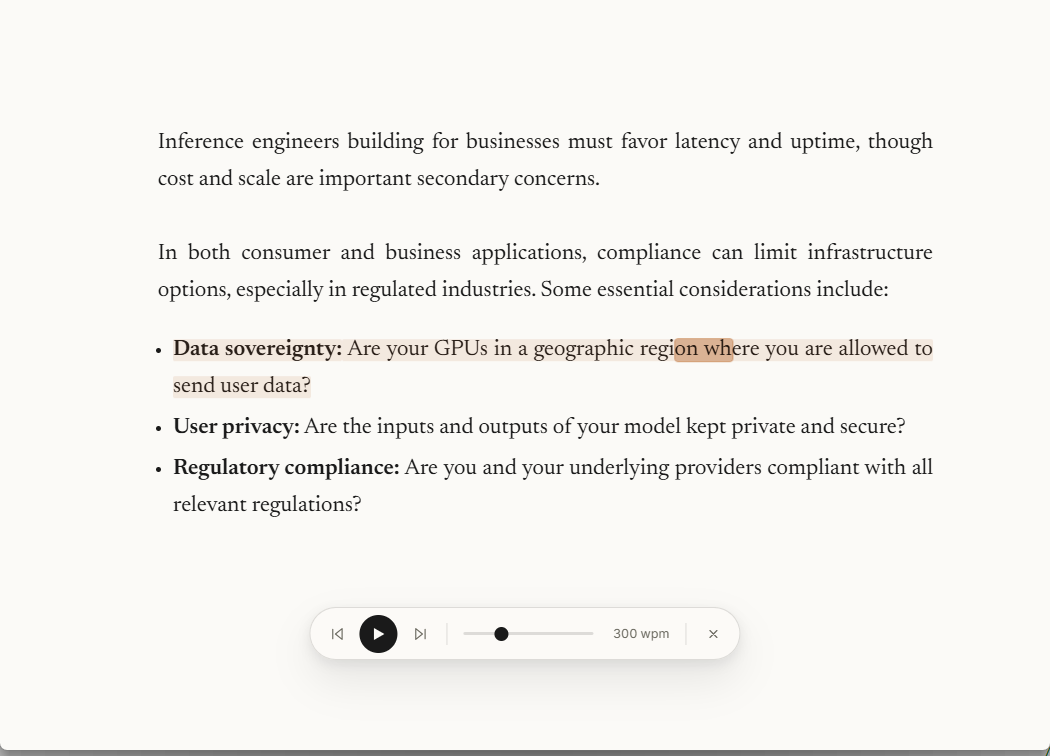 Inference engineers building for businesses must favor latency and uptime, though
cost and scale are important secondary concerns.
In both consumer and business applications, compliance can limit infrastructure
options, especially in regulated industries. Some essential considerations include:
• Data sovereignty: Are your GPUs in a geographic region where you are allowed to
send user data?
• User privacy: Are the inputs and outputs of your model kept private and secure?
• Regulatory compliance: Are you and your underlying providers compliant with all
relevant regulations?
300 wpm